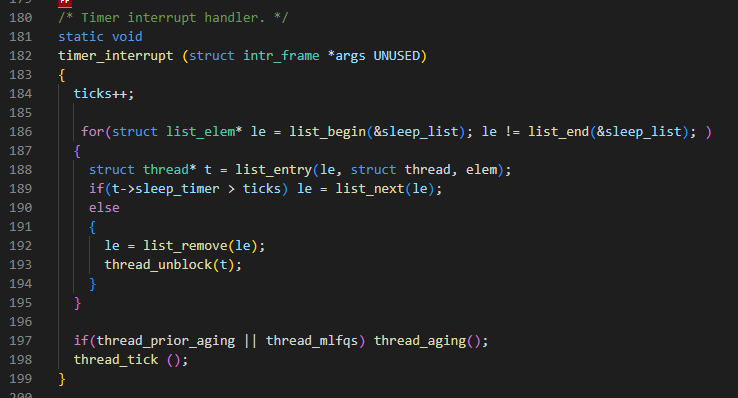 179
180 /* Timer interrupt handler. */
181 static void
182 timer_interrupt (struct intr_frame *args UNUSED)
183 {
184   ticks++;
185
186    for(struct list_elem* le = list_begin(&sleep_list); le != list_end(&sleep_list); )
187   {
188     struct thread* t = list_entry(le, struct thread, elem);
189     if(t->sleep_timer > ticks) le = list_next(le);
190     else
191     {
192       le = list_remove(le);
193       thread_unblock(t);
194     }
195   }
196
197   if(thread_prior_aging || thread_mlfqs) thread_aging();
198   thread_tick ();
199 }
200